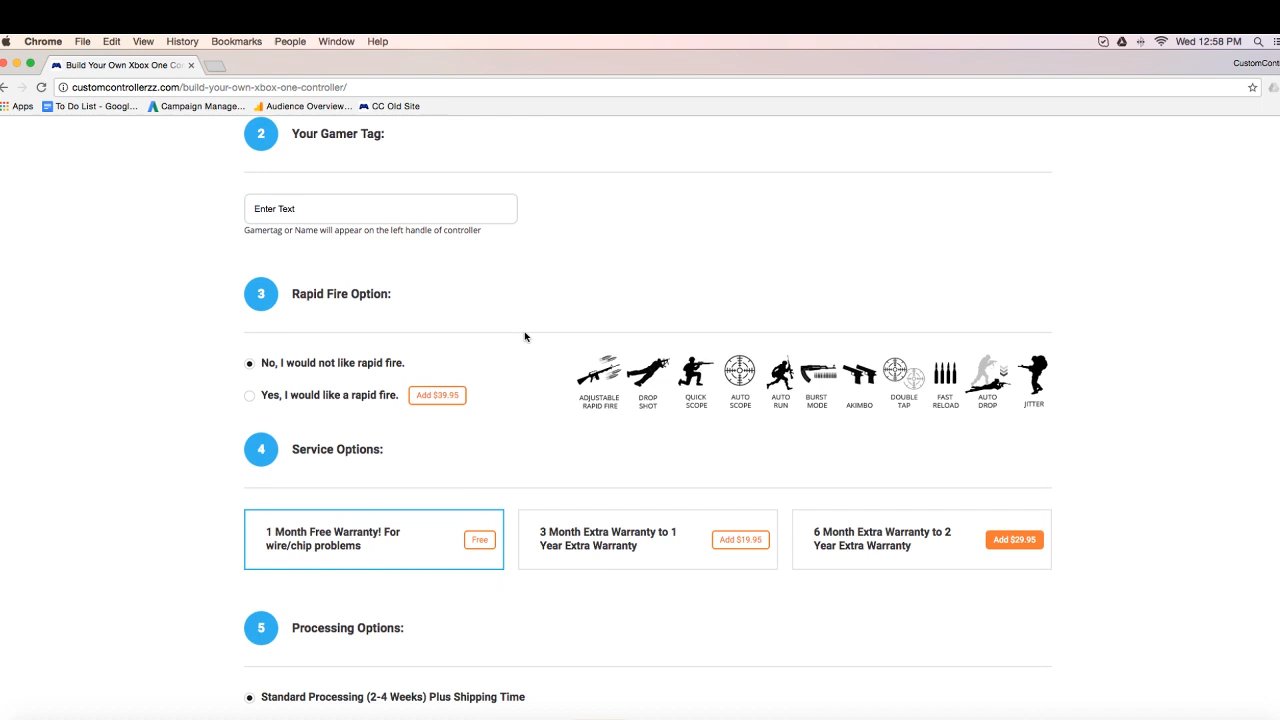 Chrome File Edit View History Bookmarks People Window Help Wed 12:58 PM
Build Your Own Xbox One Co
CustomCont
customcontrollerzz.com/build-your-own-xbox-one-controller/
Apps To Do List - Googl... Campaign Manage... Audience Overview... CC Old Site
2 Your Gamer Tag:
Enter Text
Gamertag or Name will appear on the left handle of controller
3 Rapid Fire Option:
No, I would not like rapid fire.
Yes, I would like a rapid fire. Add $39.95
ADJUSTABLE RAPID FIRE
DROP SHOT
QUICK SCOPE
AUTO SCOPE
AUTO RUN
BURST MODE
AKIMBO
DOUBLE TAP
FAST RELOAD
AUTO DROP
JITTER
4 Service Options:
1 Month Free Warranty! For
wire/chip problems
Free
3 Month Extra Warranty to 1
Year Extra Warranty
Add $19.95
6 Month Extra Warranty to 2
Year Extra Warranty
Add $29.95
5 Processing Options:
Standard Processing (2-4 Weeks) Plus Shipping Time